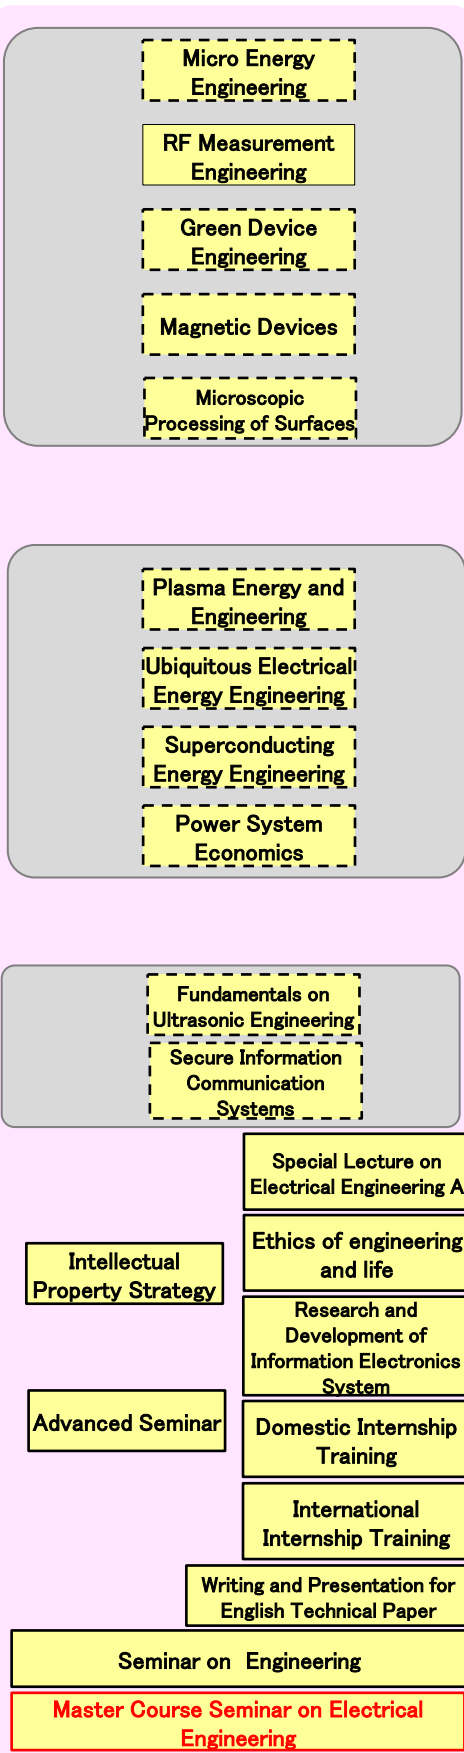 Micro Energy
Engineering
RF Measurement
Engineering
Green Device
Engineering
Magnetic Devices
Microscopic
Processing of Surfaces
Plasma Energy and
Engineering
Ubiquitous Electrical
Energy Engineering
Superconducting
Energy Engineering
Power System
Economics
Fundamentals on
Ultrasonic Engineering
Secure Information
Communication
Systems
Special Lecture on
Electrical Engineering A
Ethics of engineering
and life
Intellectual
Property Strategy
Research and
Development of
Information Electronics
System
Advanced Seminar
Domestic Internship
Training
International
Internship Training
Writing and Presentation for
English Technical Paper
Seminar on Engineering
Master Course Seminar on Electrical
Engineering